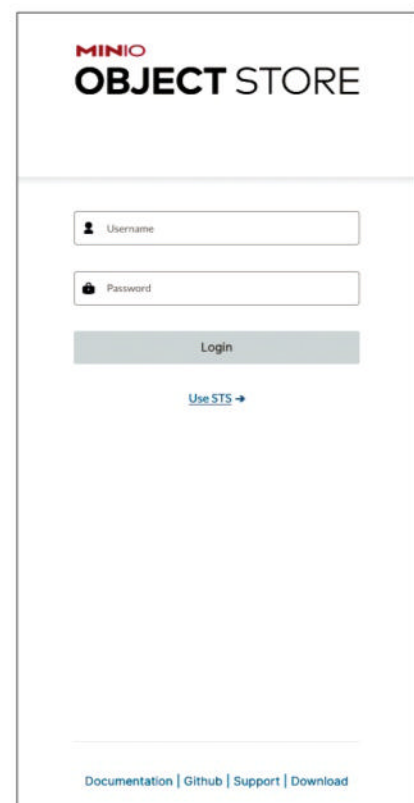 MINIO
OBJECT STORE
Username
Password
Login
Use STS ➔
Documentation | Github | Support | Download